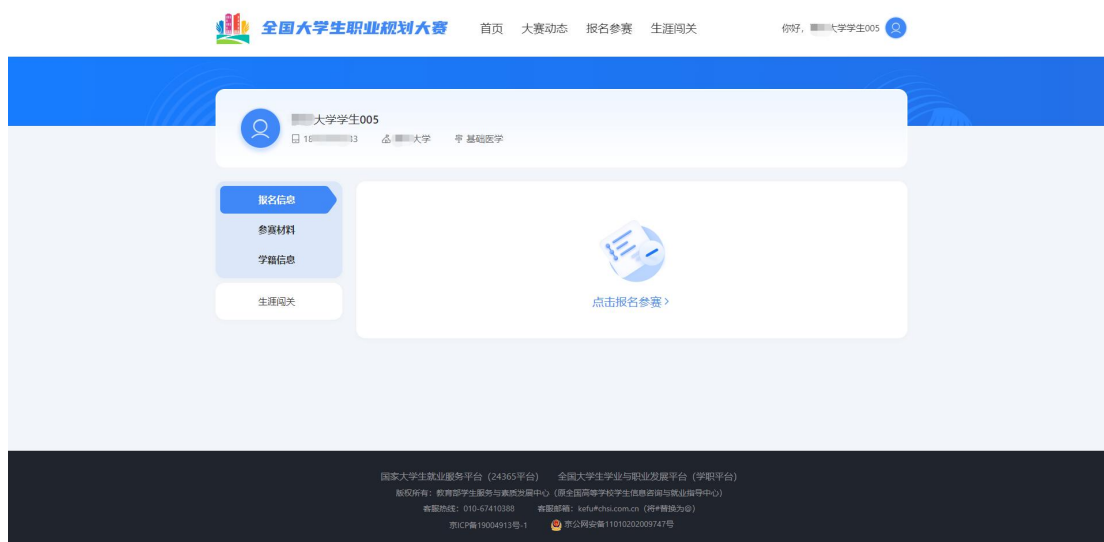 全国大学生职业规划大赛 首页 大赛动态 报名参赛 生涯闯关 你好, 大学学生005
大学学生005
18 33 大学 基础医学
报名信息
参赛材料
学籍信息
生涯闯关
点击报名参赛>
国家大学生就业服务平台（24365平台） 全国大学生学业与职业发展平台（学职平台）
版权所有：教育部学生服务与素质发展中心（原全国高等学校学生信息咨询与就业指导中心）
客服热线：010-67410388 客服邮箱：kefu#chsi.com.cn（将#替换为@）
京ICP备19004913号-1 京公网安备11010202009747号